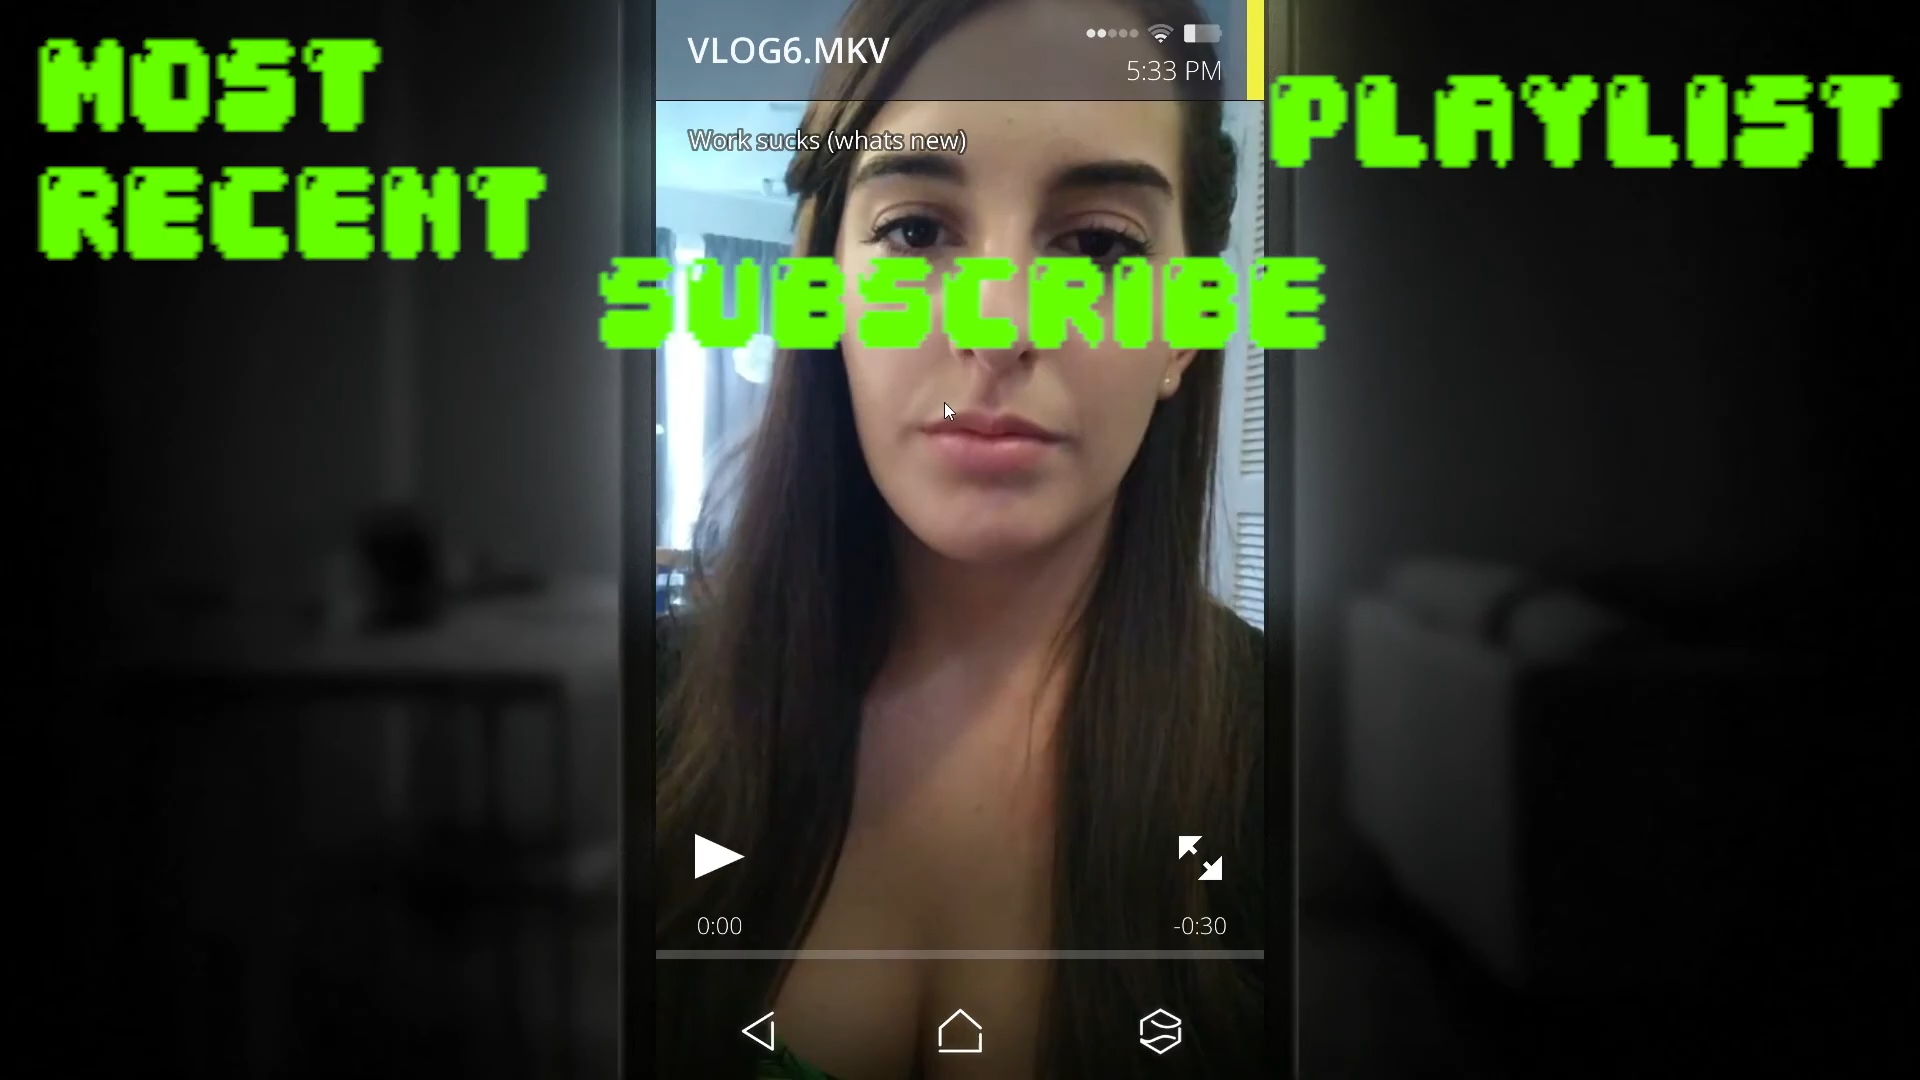 MOST
RECENT
VLOG6.MKV
5:33 PM
PLAYLIST
Work sucks (whats new)
SUBSCRIBE
0:00
-0:30